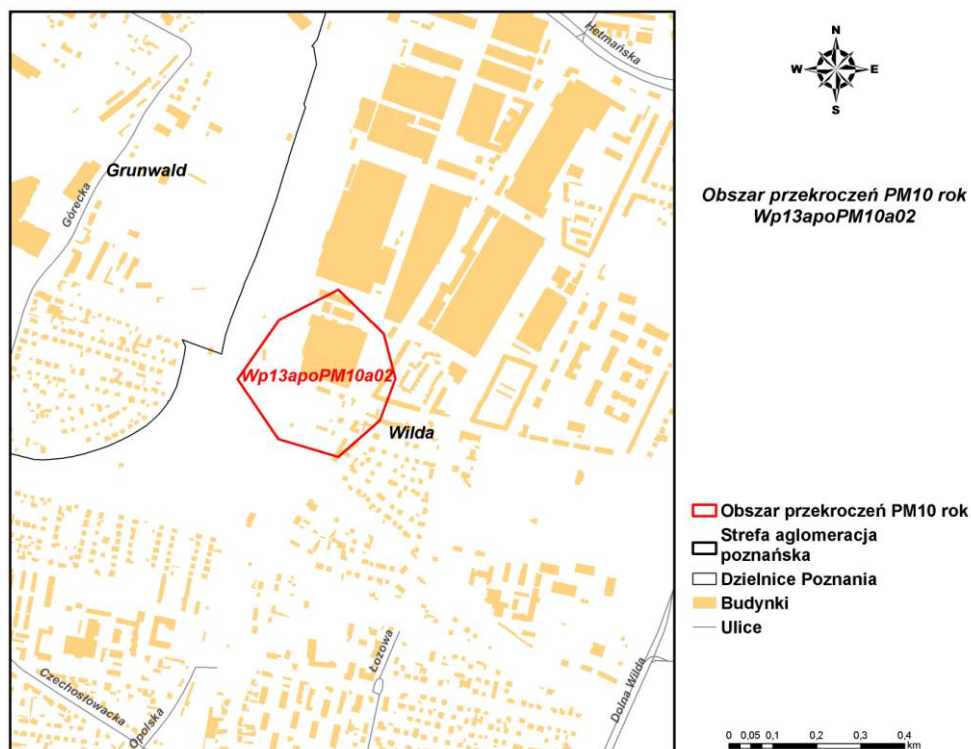 Hetmańska
Grunwald
Górecka
Wp13apoPM10a02
Wilda
Łozowa
Czechosłowacka
Opolska
Dolna Wilda
N
W E
S
Obszar przekroczeń PM10 rok
Wp13apoPM10a02
Obszar przekroczeń PM10 rok
Strefa aglomeracja
poznańska
Dzielnice Poznania
Budynki
Ulice
0 0,05 0,1 0,2 0,3 0,4
km